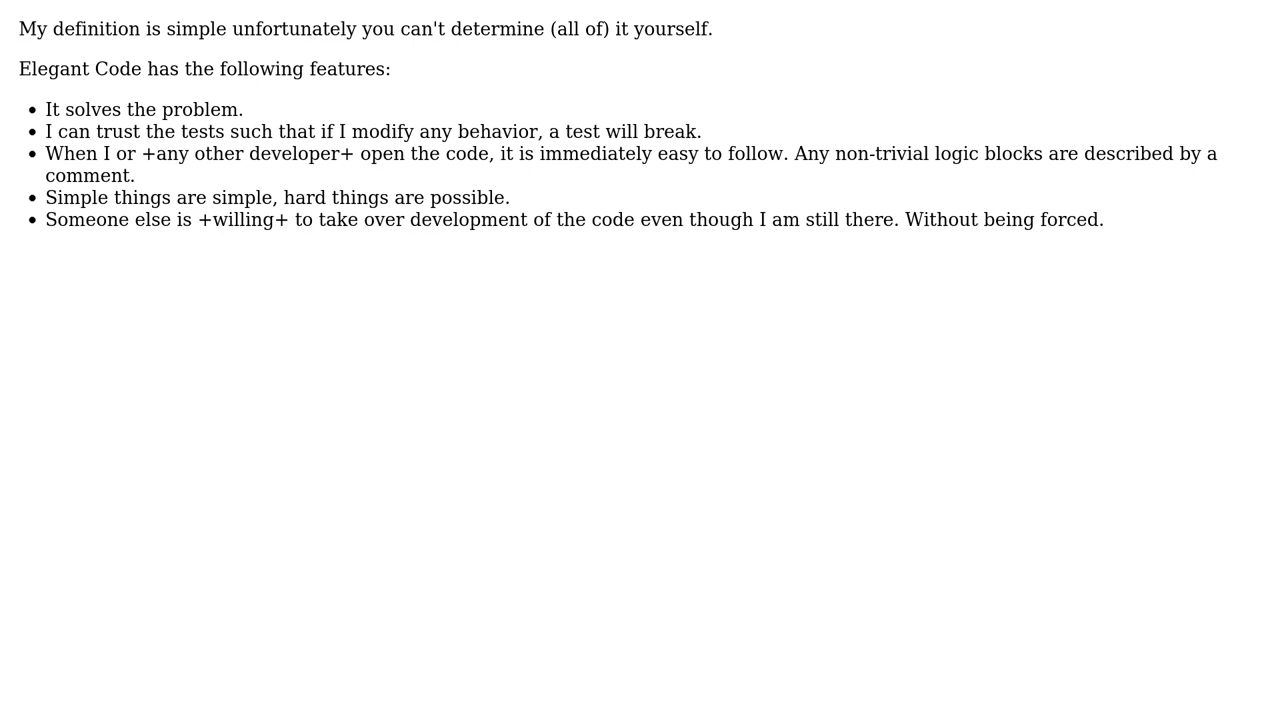 My definition is simple unfortunately you can't determine (all of) it yourself.
Elegant Code has the following features:
• It solves the problem.
• I can trust the tests such that if I modify any behavior, a test will break.
• When I or +any other developer+ open the code, it is immediately easy to follow. Any non-trivial logic blocks are described by a
comment.
• Simple things are simple, hard things are possible.
• Someone else is +willing+ to take over development of the code even though I am still there. Without being forced.